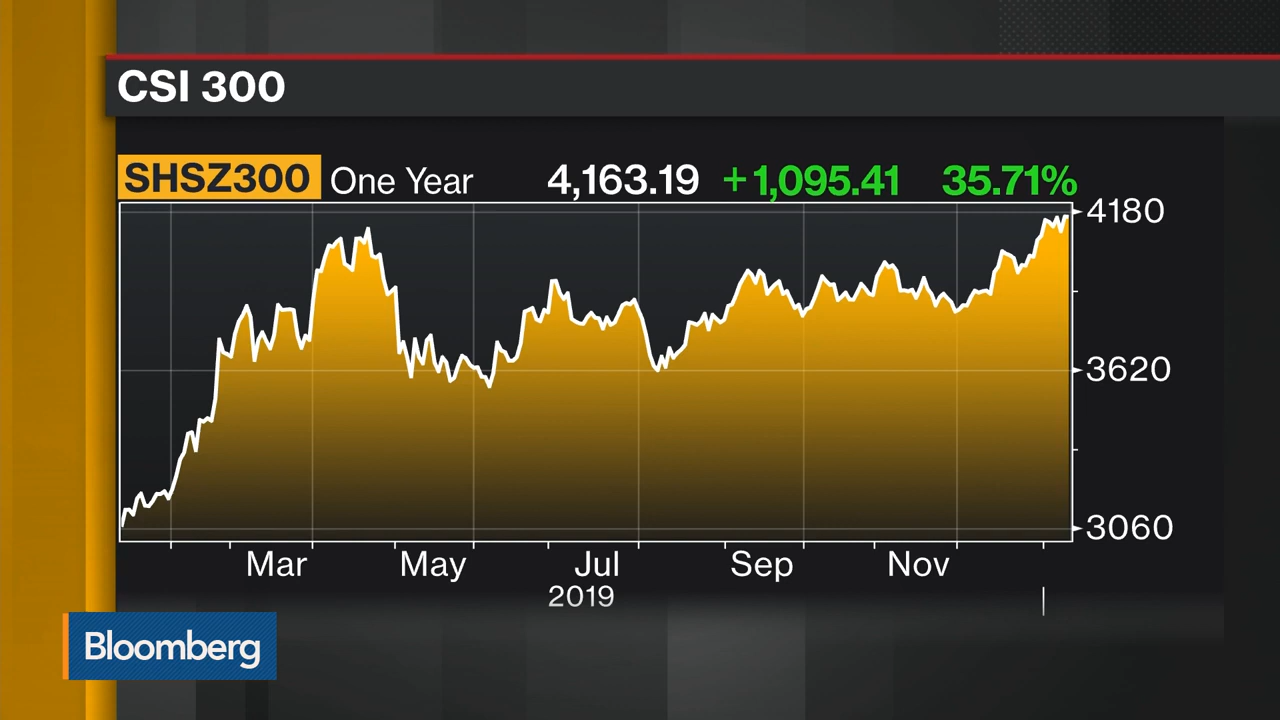 CSI 300
SHSZ300 One Year 4,163.19 +1,095.41 35.71%
4180
3620
3060
Mar May Jul Sep Nov
2019
Bloomberg